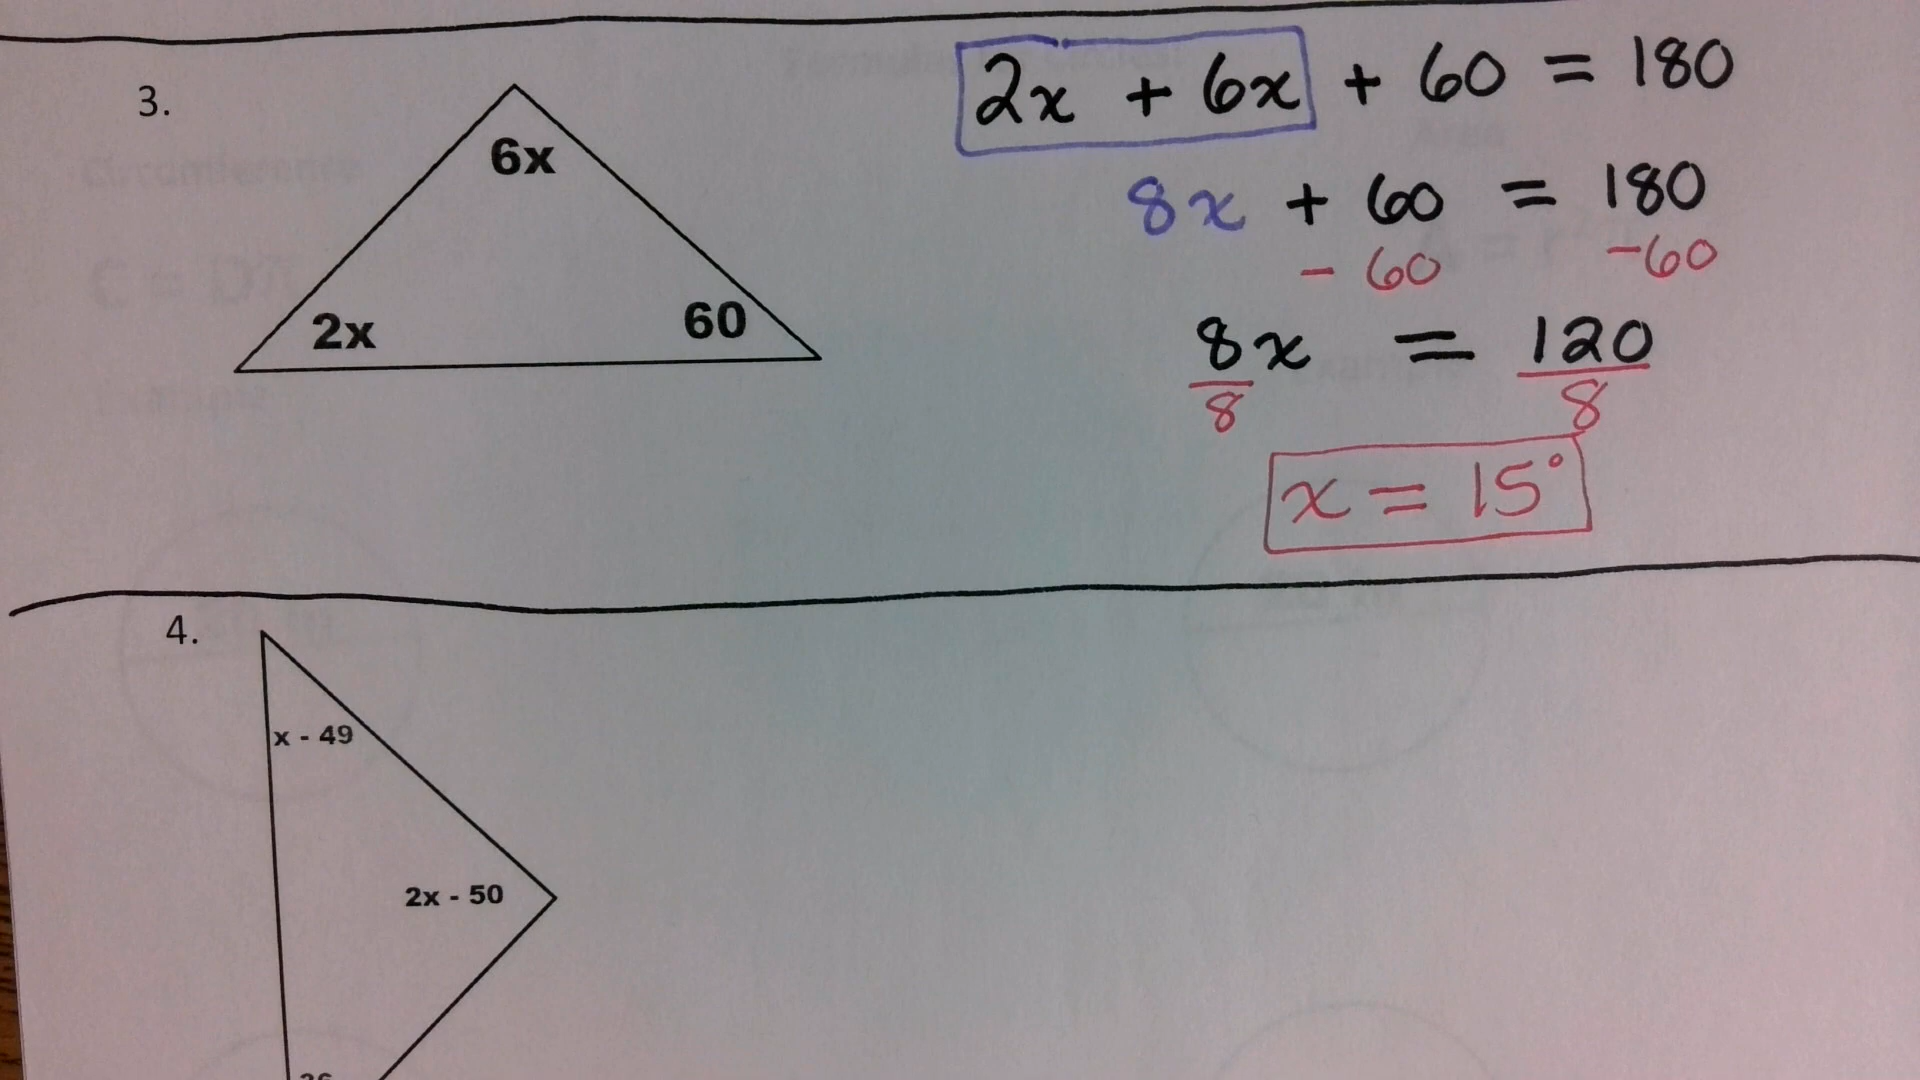 3.
6x
2x
60
2x + 6x + 60 = 180
8x + 60 = 180
- 60 -60
8x = 120
8 8
x = 15°
4.
x - 49
2x - 50